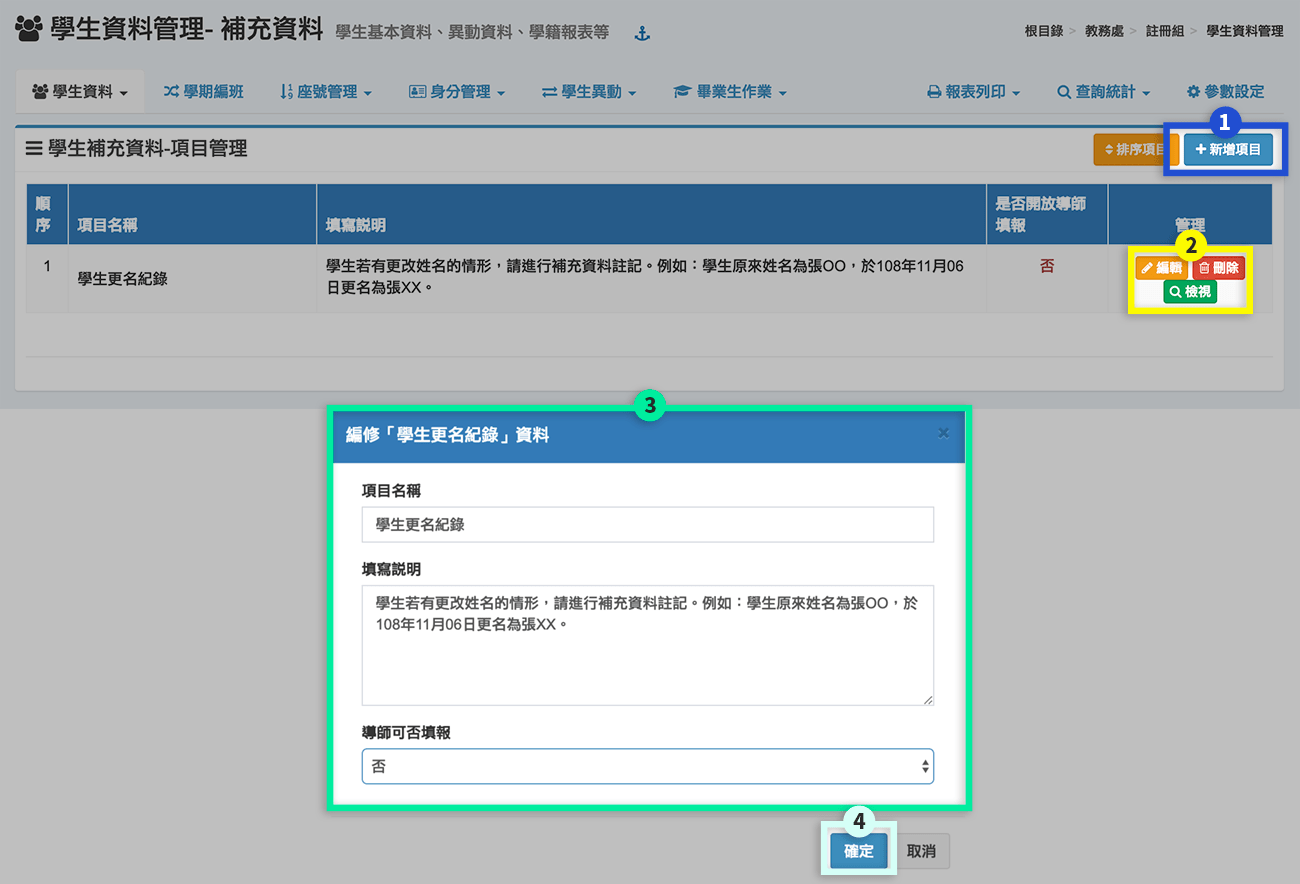 學生資料管理- 補充資料 學生基本資料、異動資料、學籍報表等
根目錄 > 教務處 > 註冊組 > 學生資料管理
學生資料 學期編班 座號管理 身分管理 學生異動 畢業生作業 報表列印 查詢統計 參數設定
1
學生補充資料-項目管理
排序項目 新增項目
順序 項目名稱 填寫說明 是否開放導師填報 管理
2
1 學生更名紀錄
學生若有更改姓名的情形，請進行補充資料註記。例如：學生原來姓名為張OO，於108年11月06
日更名為張XX。
否
編輯 刪除
檢視
3
編修「學生更名紀錄」資料 ×
項目名稱
學生更名紀錄
填寫說明
學生若有更改姓名的情形，請進行補充資料註記。例如：學生原來姓名為張OO，於
108年11月06日更名為張XX。
導師可否填報
否
4
確定 取消